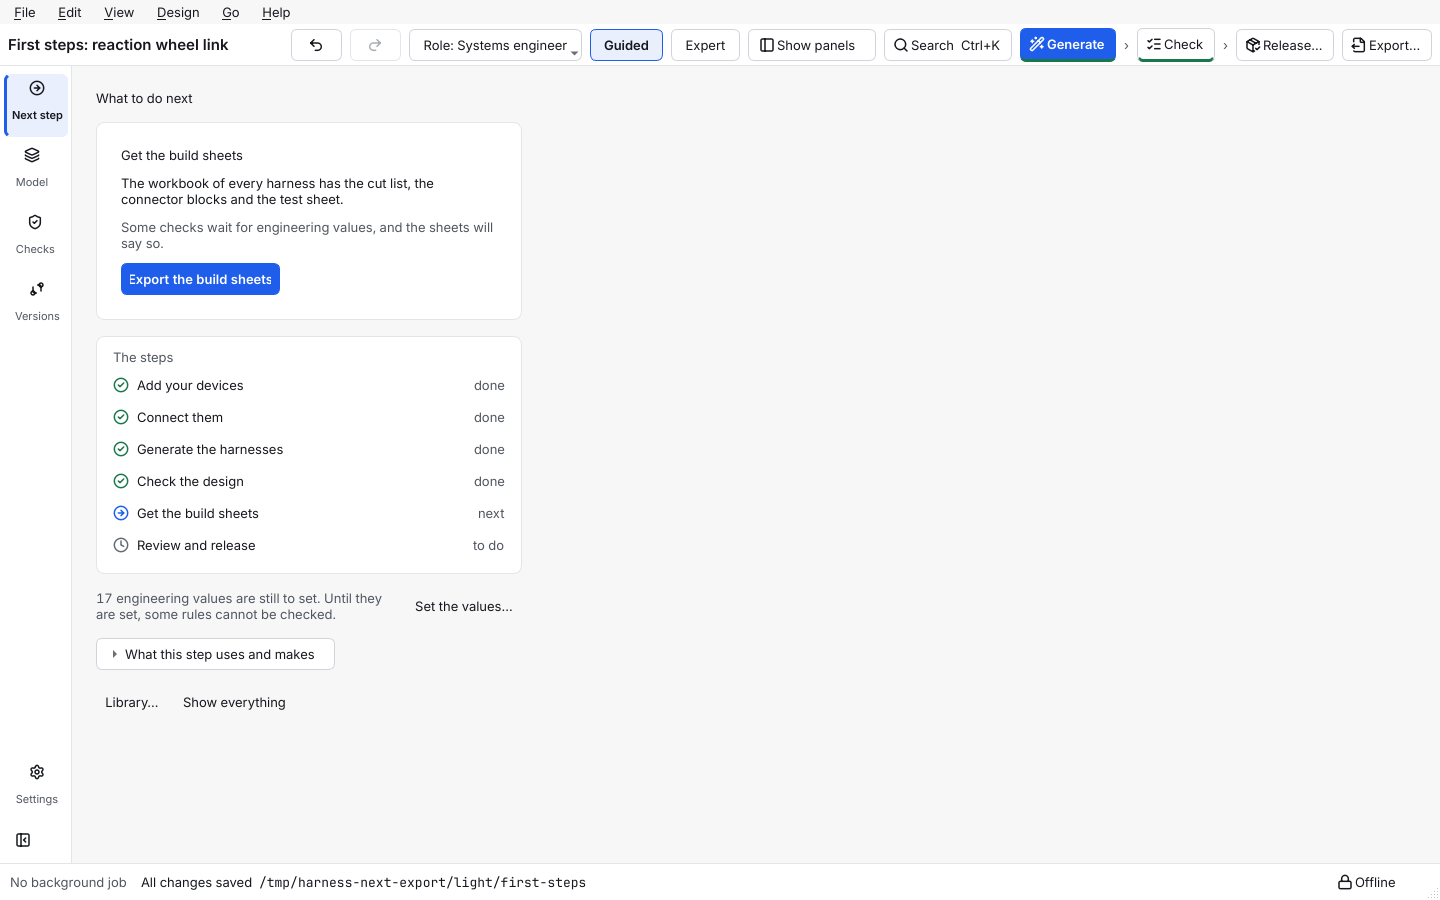 File Edit View Design Go Help
First steps: reaction wheel link
Role: Systems engineer
Guided
Expert
Show panels
Search Ctrl+K
Generate
›
Check
›
Release...
Export...
Next step
Model
Checks
Versions
Settings
What to do next
Get the build sheets
The workbook of every harness has the cut list, the
connector blocks and the test sheet.
Some checks wait for engineering values, and the sheets will
say so.
Export the build sheets
The steps
Add your devices done
Connect them done
Generate the harnesses done
Check the design done
Get the build sheets next
Review and release to do
17 engineering values are still to set. Until they
are set, some rules cannot be checked.
Set the values...
What this step uses and makes
Library... Show everything
No background job All changes saved /tmp/harness-next-export/light/first-steps Offline